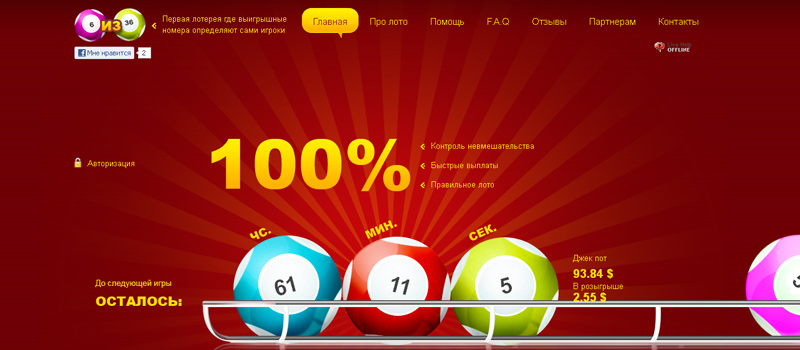 6 ИЗ 36
Первая лотерея где выигрышные
номера определяют сами игроки
Главная
Про лото
Помощь
F.A.Q
Отзывы
Партнерам
Контакты
Мне нравится
2
Live Help
OFFLINE
Авторизация
100%
Контроль невмешательства
Быстрые выплаты
Правильное лото
ЧС.
МИН.
СЕК.
61
11
5
До следующей игры
ОСТАЛОСЬ:
Джек пот
93.84 $
В розыгрыше
2.55 $